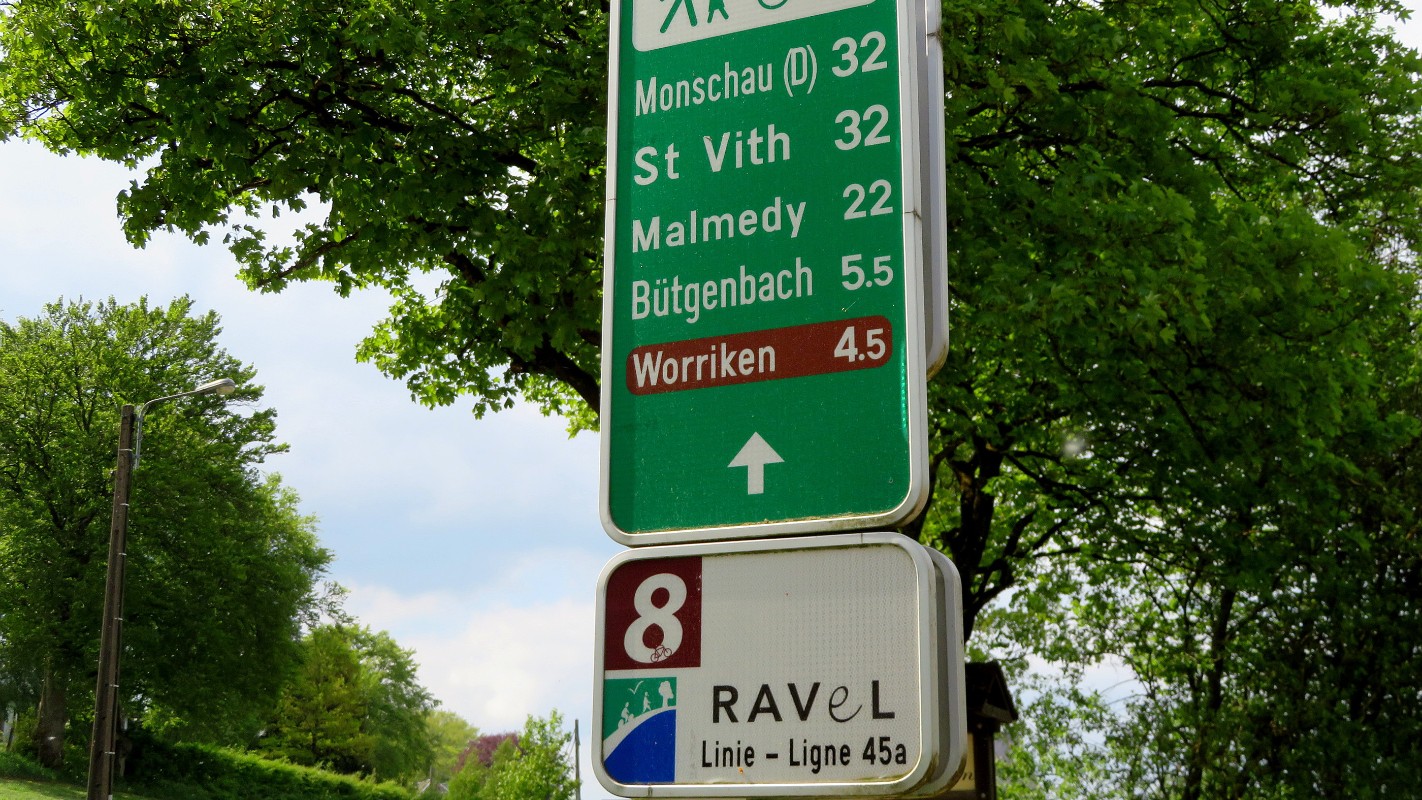 Monschau (D) 32
St Vith 32
Malmedy 22
Bütgenbach 5.5
Worriken 4.5
8
RAVeL
Linie - Ligne 45a